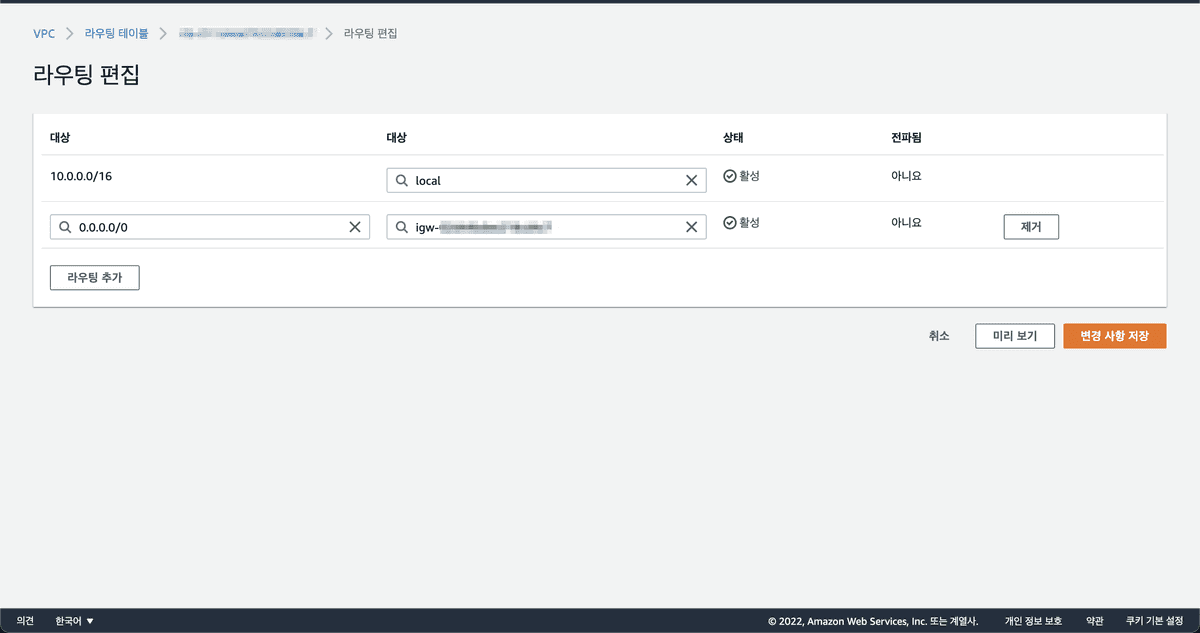 VPC > 라우팅 테이블 > > 라우팅 편집
라우팅 편집
대상 대상 상태 전파됨
10.0.0.0/16 local 활성 아니요
0.0.0.0/0 igw- 활성 아니요 제거
라우팅 추가
취소 미리 보기 변경 사항 저장
의견 한국어 ▼ © 2022, Amazon Web Services, Inc. 또는 계열사. 개인 정보 보호 약관 쿠키 기본 설정